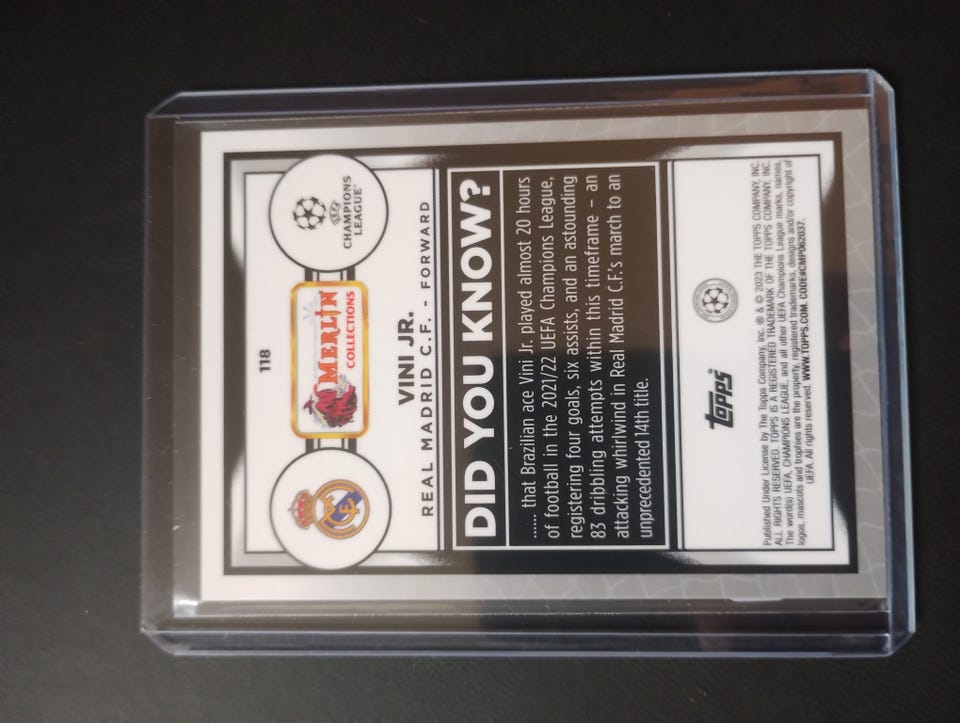 118
MERLIN
COLLECTIONS
UEFA
CHAMPIONS
LEAGUE
VINI JR.
REAL MADRID C.F. - FORWARD
DID YOU KNOW?
...... that Brazilian ace Vini Jr. played almost 20 hours
of football in the 2021/22 UEFA Champions League,
registering four goals, six assists, and an astounding
83 dribbling attempts within this timeframe – an
attacking whirlwind in Real Madrid C.F.'s march to an
unprecedented 14th title.
Topps
Published Under License by The Topps Company, Inc. ® & © 2023 THE TOPPS COMPANY, INC.
ALL RIGHTS RESERVED. TOPPS IS A REGISTERED TRADEMARK OF THE TOPPS COMPANY, INC.
The word(s) UEFA, CHAMPIONS LEAGUE, and all other UEFA Champions League marks, names,
logos, mascots and trophies are the property, registered trademarks, designs and/or copyright of
UEFA. All rights reserved. WWW.TOPPS.COM. CODE#CMP062037.